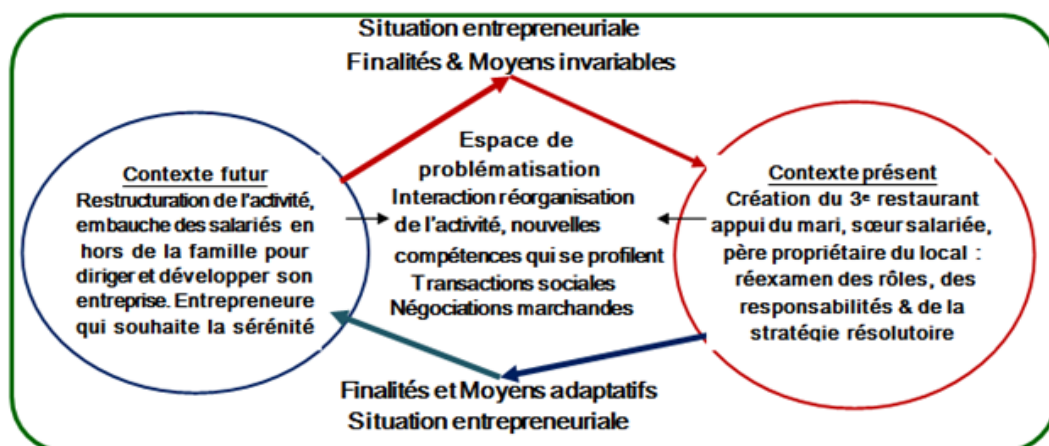 Situation entrepreneuriale
Finalités & Moyens invariables
Contexte futur
Restructuration de l'activité,
embauche des salariés en
hors de la famille pour
diriger et développer son
entreprise. Entrepreneure
qui souhaite la sérénité
Espace de
problématisation
Interaction réorganisation
de l'activité, nouvelles
compétences qui se profilent
Transactions sociales
Négociations marchandes
Contexte présent
Création du 3e restaurant
appui du mari, sœur salariée,
père propriétaire du local :
réexamen des rôles, des
responsabilités & de la
stratégie résolutoire
Finalités et Moyens adaptatifs
Situation entrepreneuriale